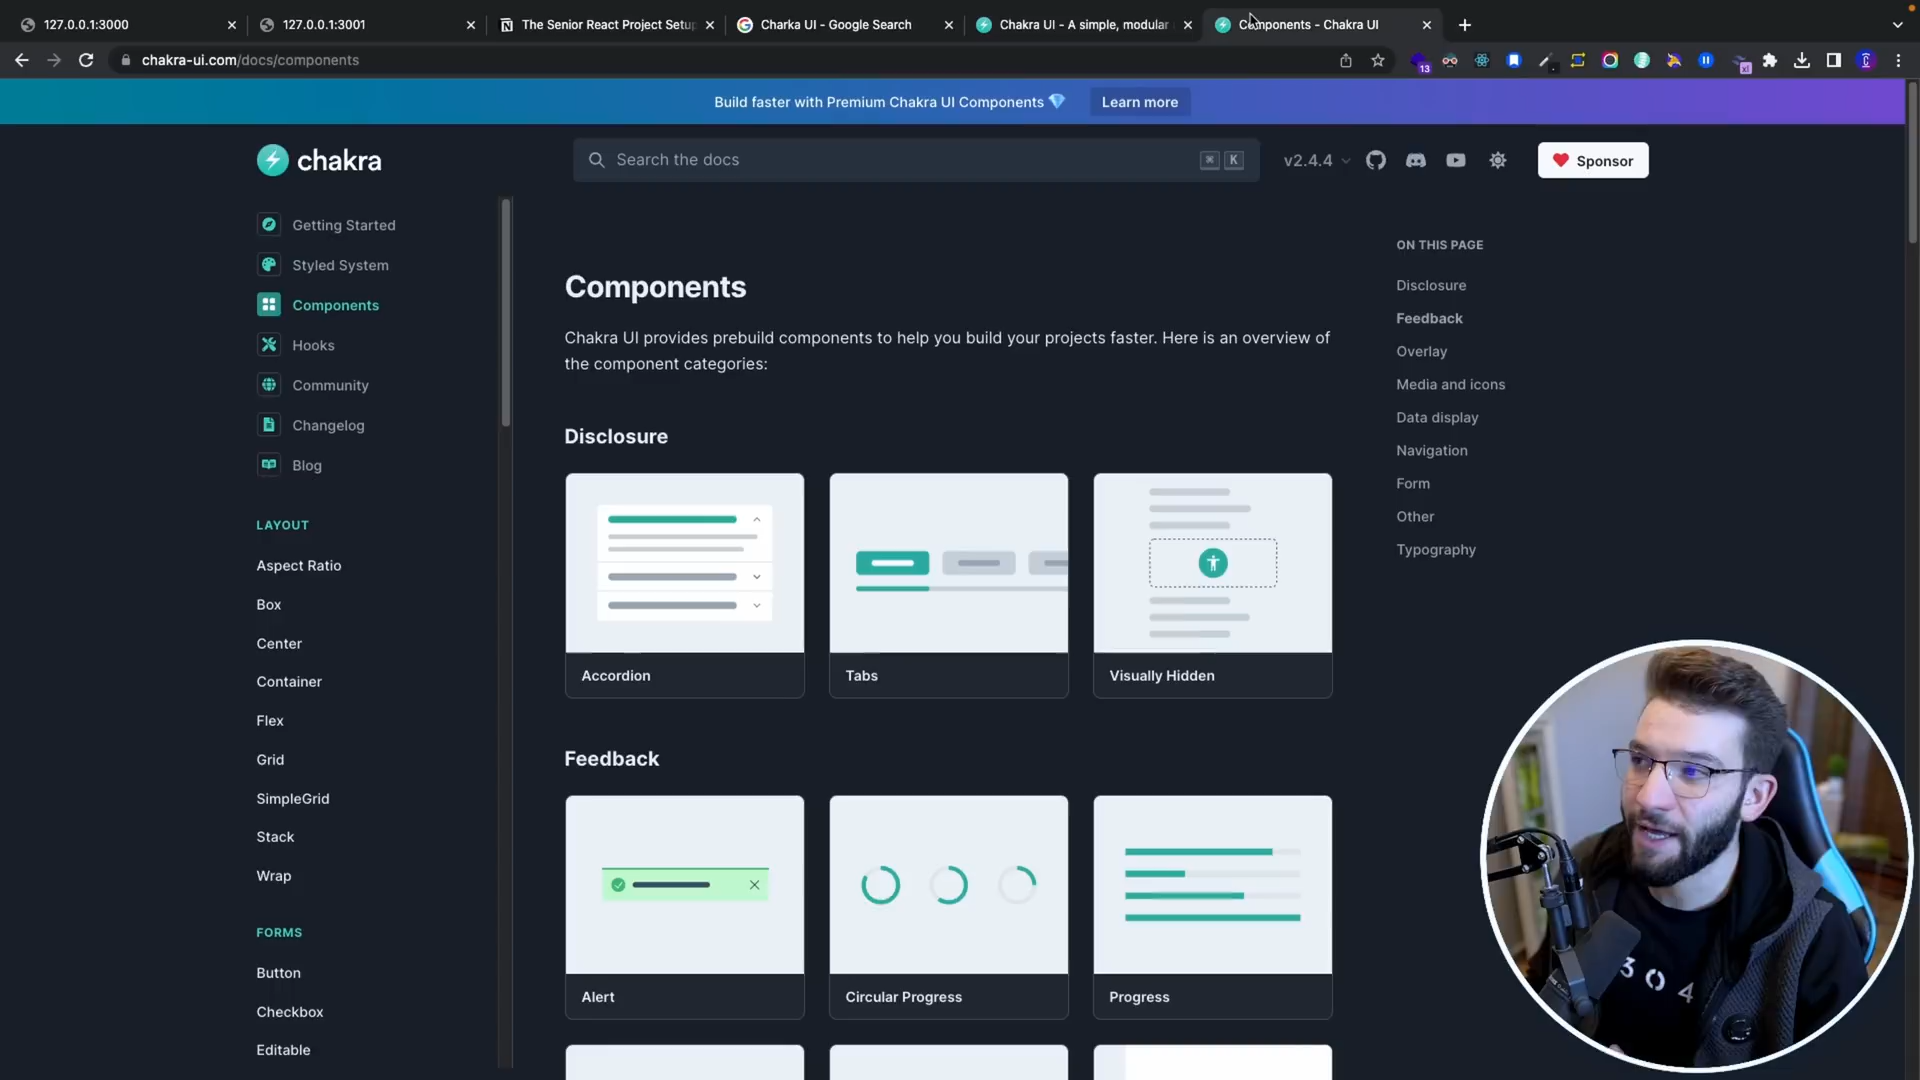 127.0.0.1:3000
127.0.0.1:3001
The Senior React Project Setup
Charka UI - Google Search
Chakra UI - A simple, modular
Components - Chakra UI
chakra-ui.com/docs/components
13
x!
Build faster with Premium Chakra UI Components
Learn more
chakra
Search the docs
⌘ K
v2.4.4
Sponsor
Getting Started
Styled System
Components
Hooks
Community
Changelog
Blog
LAYOUT
Aspect Ratio
Box
Center
Container
Flex
Grid
SimpleGrid
Stack
Wrap
FORMS
Button
Checkbox
Editable
Components
Chakra UI provides prebuild components to help you build your projects faster. Here is an overview of
the component categories:
Disclosure
Accordion
Tabs
Visually Hidden
Feedback
Alert
Circular Progress
Progress
ON THIS PAGE
Disclosure
Feedback
Overlay
Media and icons
Data display
Navigation
Form
Other
Typography
304